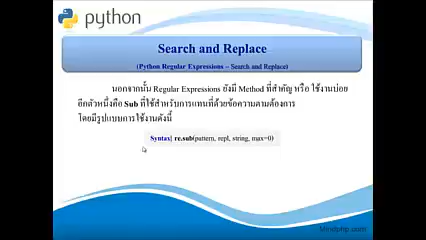 python
Search and Replace
(Python Regular Expressions – Search and Replace)
นอกจากนั้น Regular Expressions ยังมี Method ที่สำคัญ หรือ ใช้งานบ่อย
อีกตัวหนึ่งคือ Sub ที่ใช้สำหรับการแทนที่ด้วยข้อความตามต้องการ
โดยมีรูปแบบการใช้งานดังนี้
Syntax| re.sub(pattern, repl, string, max=0)
Mindphp.com